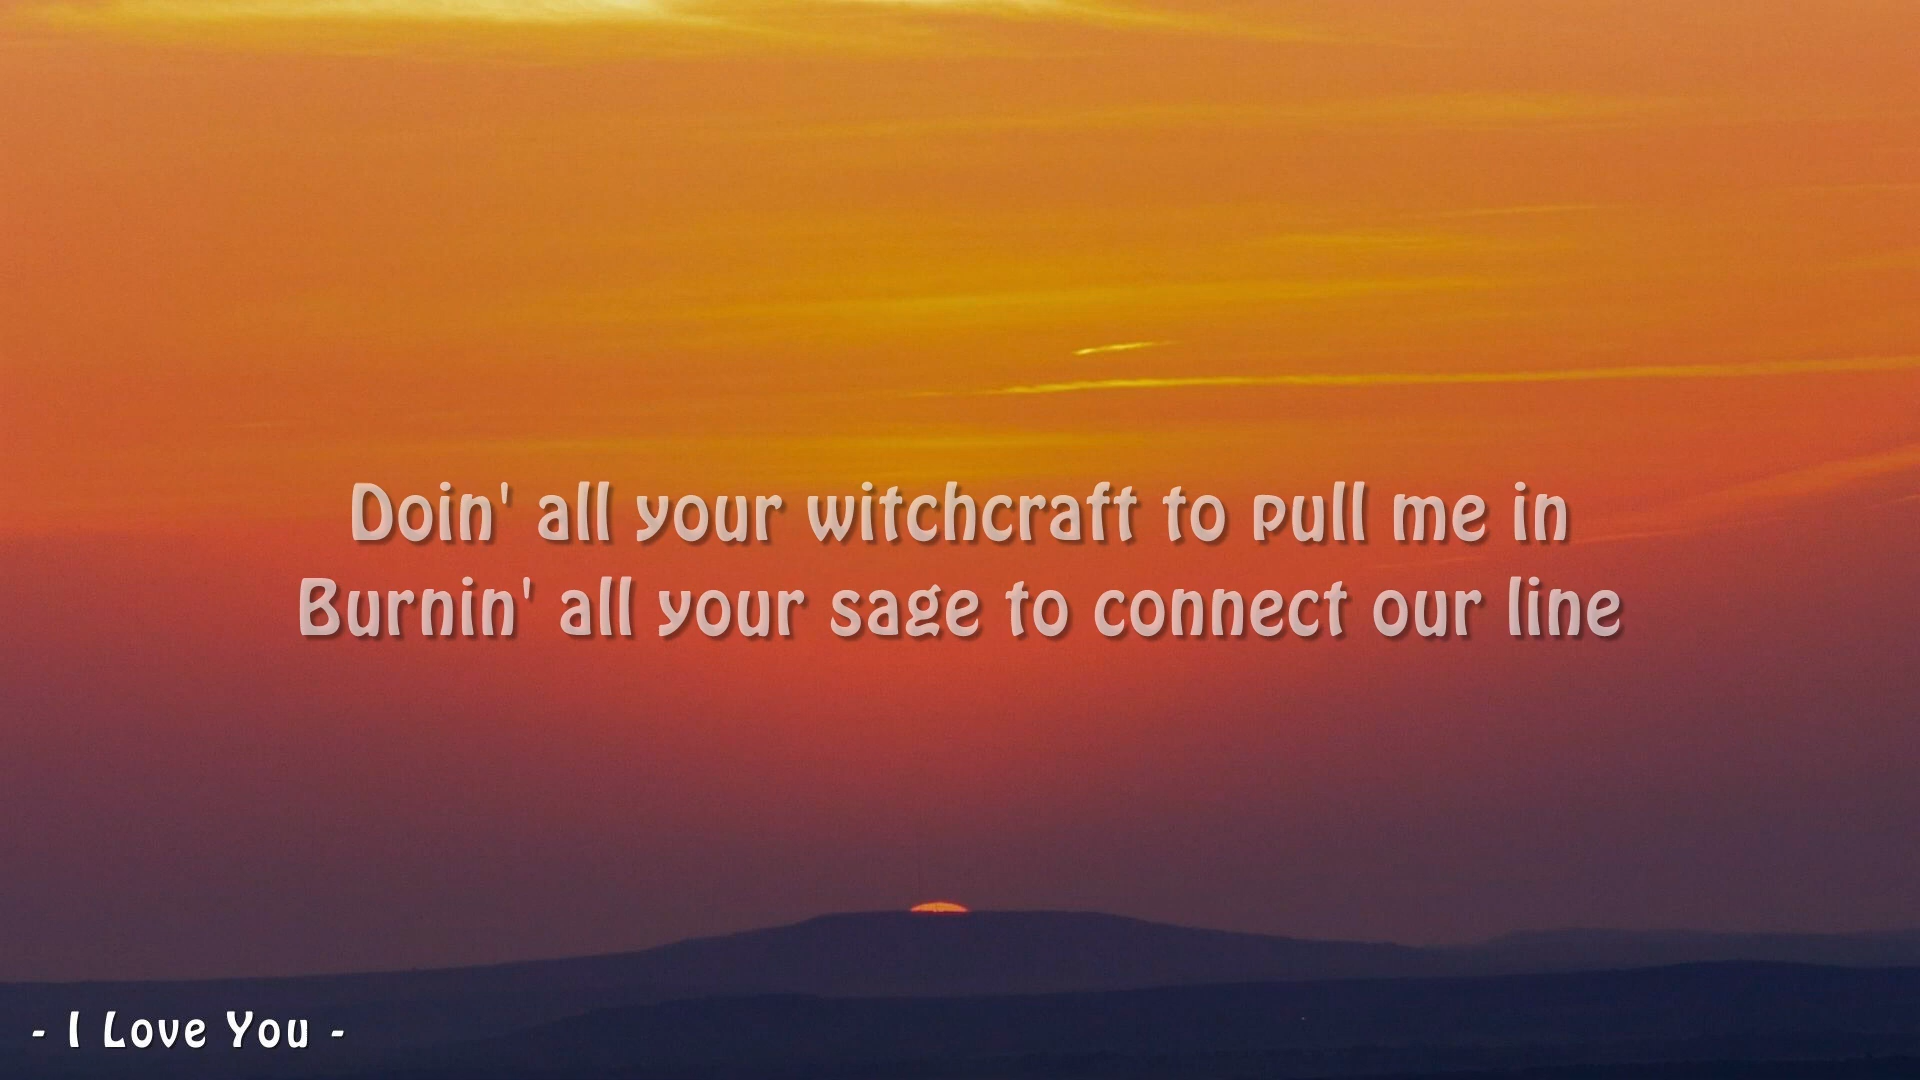 Doin' all your witchcraft to pull me in
Burnin' all your sage to connect our line
- I Love You -